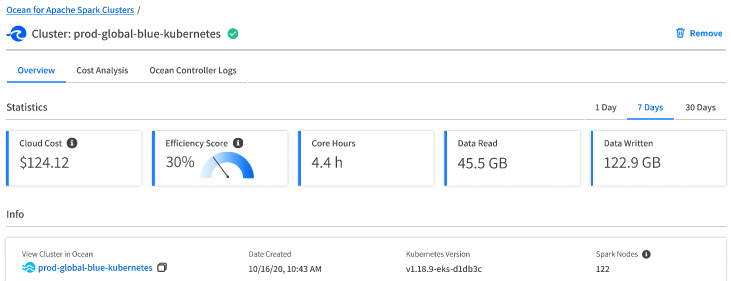 Ocean for Apache Spark Clusters /
Cluster: prod-global-blue-kubernetes
Remove
Overview Cost Analysis Ocean Controller Logs
Statistics
1 Day 7 Days 30 Days
Cloud Cost Efficiency Score Core Hours Data Read Data Written
$124.12 30% 4.4 h 45.5 GB 122.9 GB
Info
View Cluster in Ocean Date Created Kubernetes Version Spark Nodes
prod-global-blue-kubernetes 10/16/20, 10:43 AM v1.18.9-eks-d1db3c 122